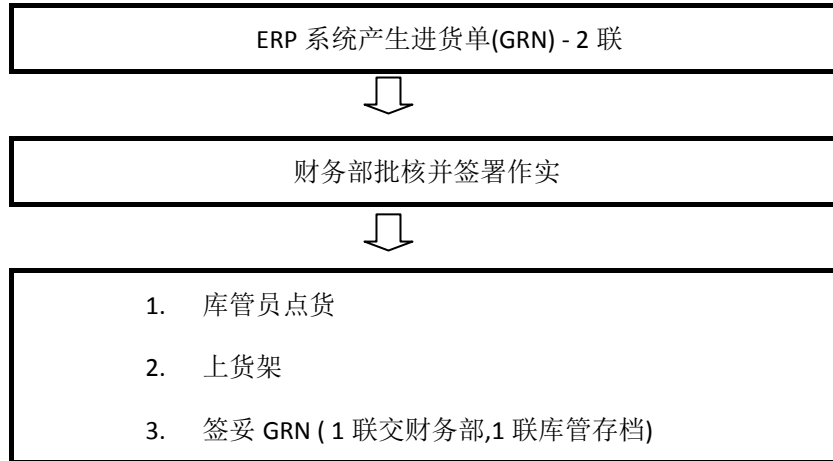 ERP 系统产生进货单(GRN) - 2 联
财务部批核并签署作实
1. 库管员点货
2. 上货架
3. 签妥 GRN ( 1 联交财务部,1 联库管存档)